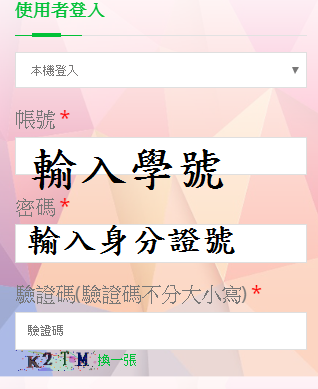 使用者登入
本機登入
帳號 *
輸入學號
密碼 *
輸入身分證號
驗證碼(驗證碼不分大小寫) *
驗證碼
K2TM 換一張